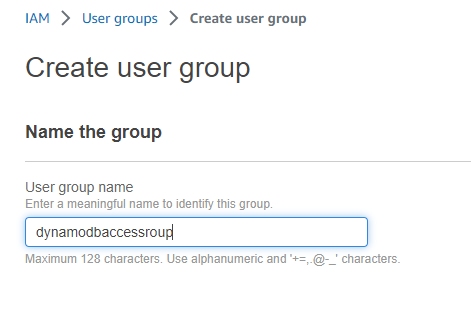 IAM > User groups > Create user group
Create user group
Name the group
User group name
Enter a meaningful name to identify this group.
dynamodbaccessroup
Maximum 128 characters. Use alphanumeric and '+=,.@-_' characters.